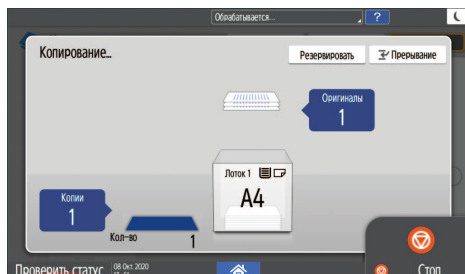 Обрабатывается...
?
Копирование...
Резервировать
Прерывание
Оригиналы
1
Лоток 1
A4
Копии
1
Кол-во 1
Проверить статус
08 Окт 2020
Стоп